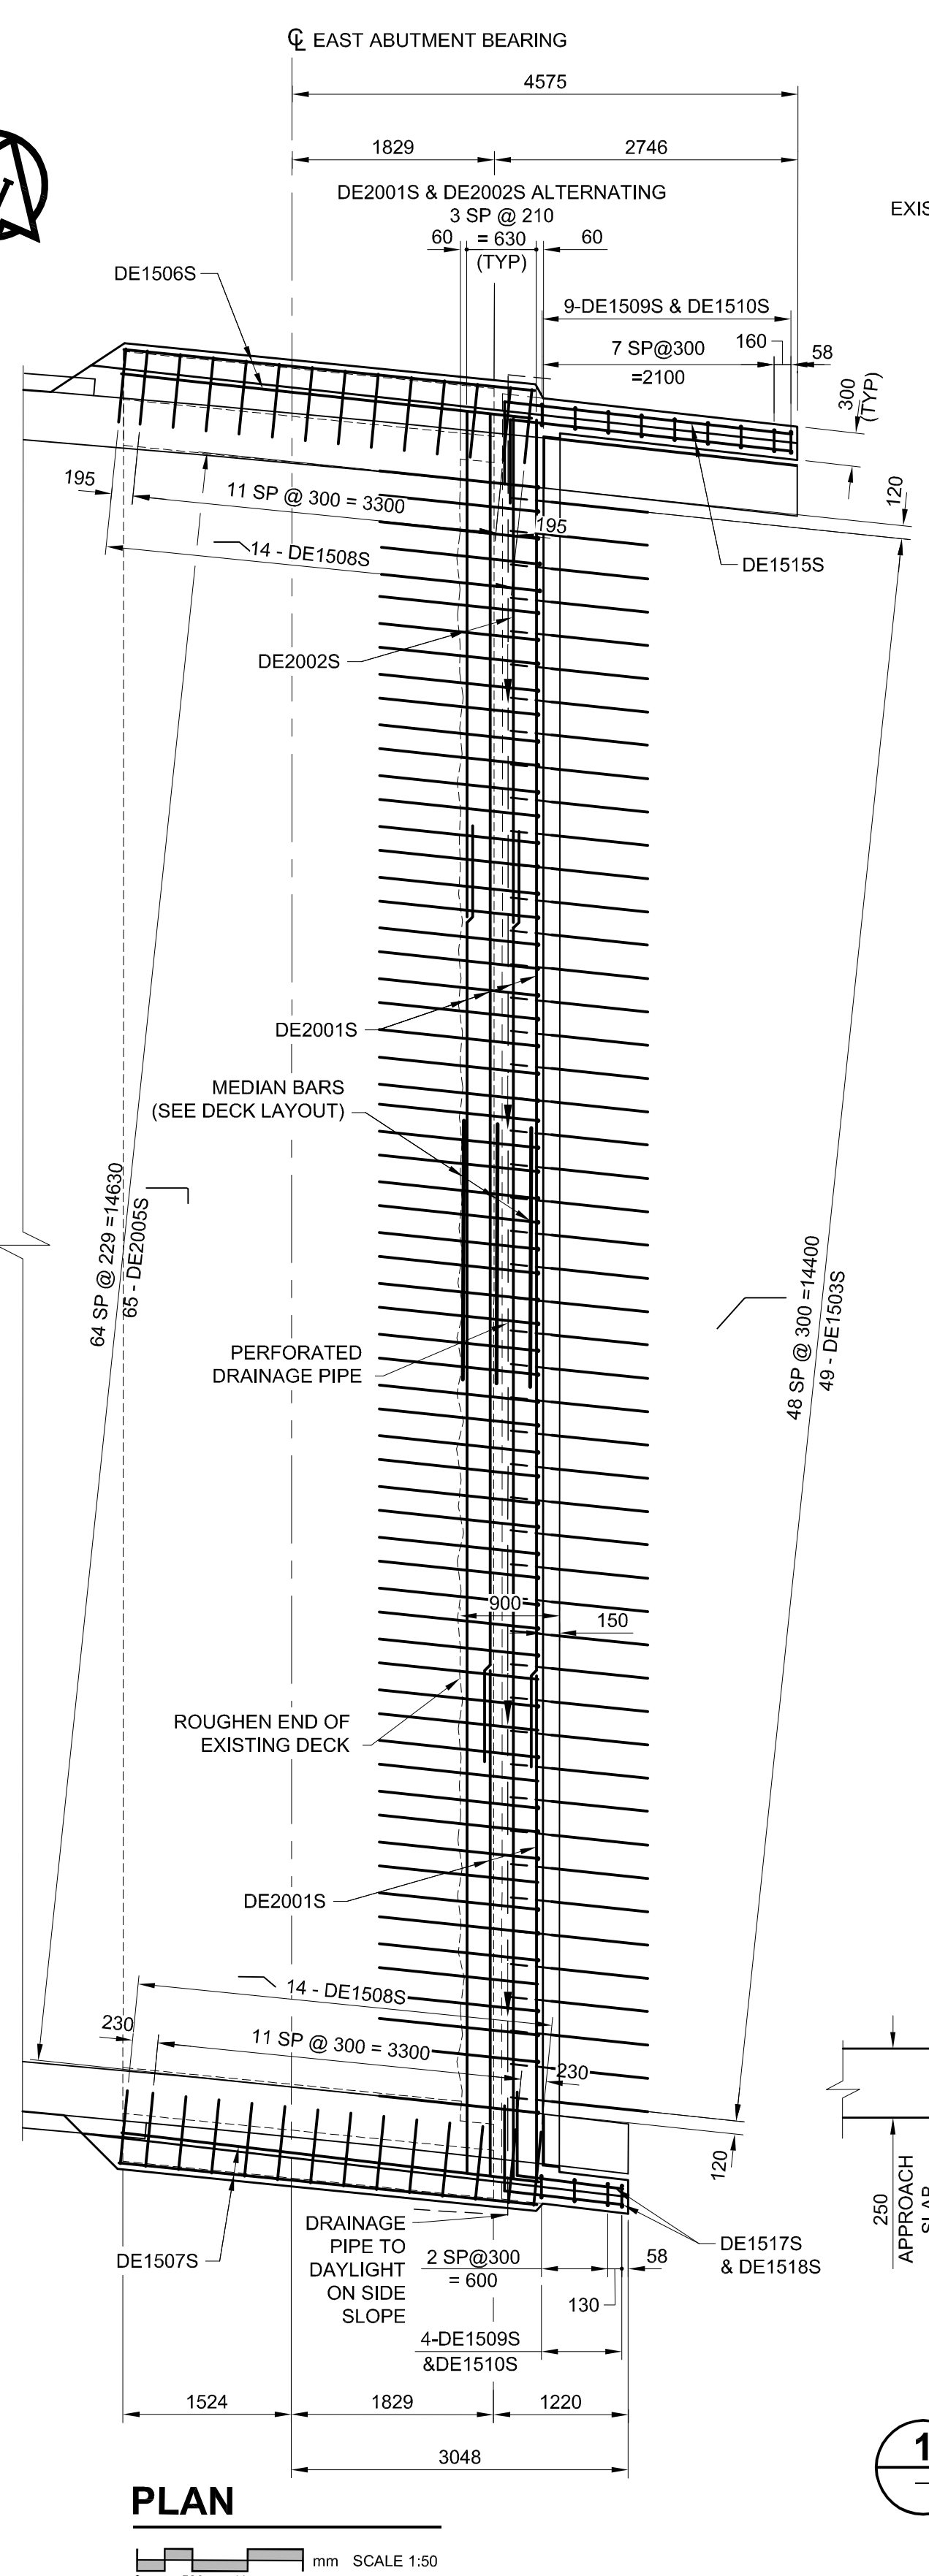 ℄ EAST ABUTMENT BEARING
4575
1829
2746
DE2001S & DE2002S ALTERNATING
3 SP @ 210
= 630
(TYP)
60
60
EXIS
DE1506S
9-DE1509S & DE1510S
7 SP@300
=2100
160
58
300
(TYP)
120
195
11 SP @ 300 = 3300
195
14 - DE1508S
DE1515S
DE2002S
DE2001S
MEDIAN BARS
(SEE DECK LAYOUT)
64 SP @ 229 =14630
65 - DE2005S
48 SP @ 300 =14400
49 - DE1503S
PERFORATED
DRAINAGE PIPE
900
150
ROUGHEN END OF
EXISTING DECK
DE2001S
14 - DE1508S
230
11 SP @ 300 = 3300
230
120
DE1507S
DRAINAGE
PIPE TO
DAYLIGHT
ON SIDE
SLOPE
2 SP@300
= 600
58
130
DE1517S
& DE1518S
4-DE1509S
&DE1510S
250
APPROACH
1524
1829
1220
3048
1
PLAN
mm SCALE 1:50